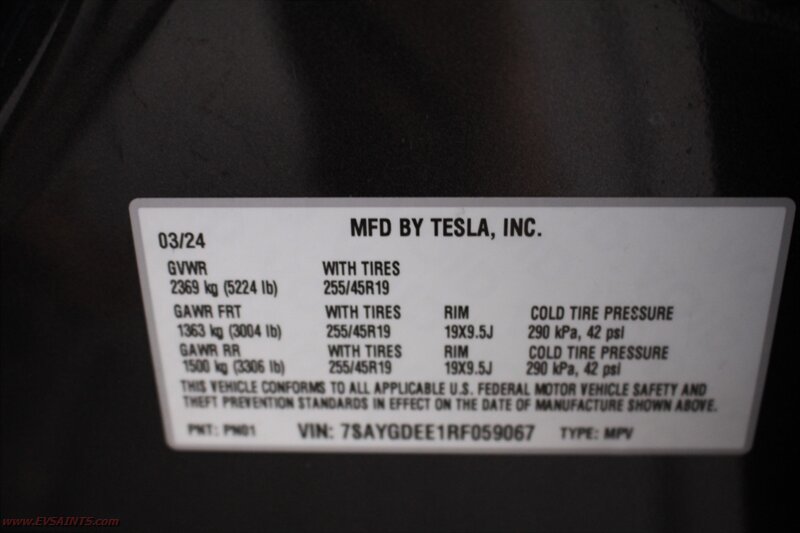 MFD BY TESLA, INC.
03/24
GVWR WITH TIRES
2369 kg (5224 lb) 255/45R19
GAWR FRT WITH TIRES RIM COLD TIRE PRESSURE
1363 kg (3004 lb) 255/45R19 19X9.5J 290 kPa, 42 psi
GAWR RR WITH TIRES RIM COLD TIRE PRESSURE
1500 kg (3306 lb) 255/45R19 19X9.5J 290 kPa, 42 psi
THIS VEHICLE CONFORMS TO ALL APPLICABLE U.S. FEDERAL MOTOR VEHICLE SAFETY AND
THEFT PREVENTION STANDARDS IN EFFECT ON THE DATE OF MANUFACTURE SHOWN ABOVE.
PNT: PN01 VIN: 7SAYGDEE1RF059067 TYPE: MPV
www.EVSAINTS.com